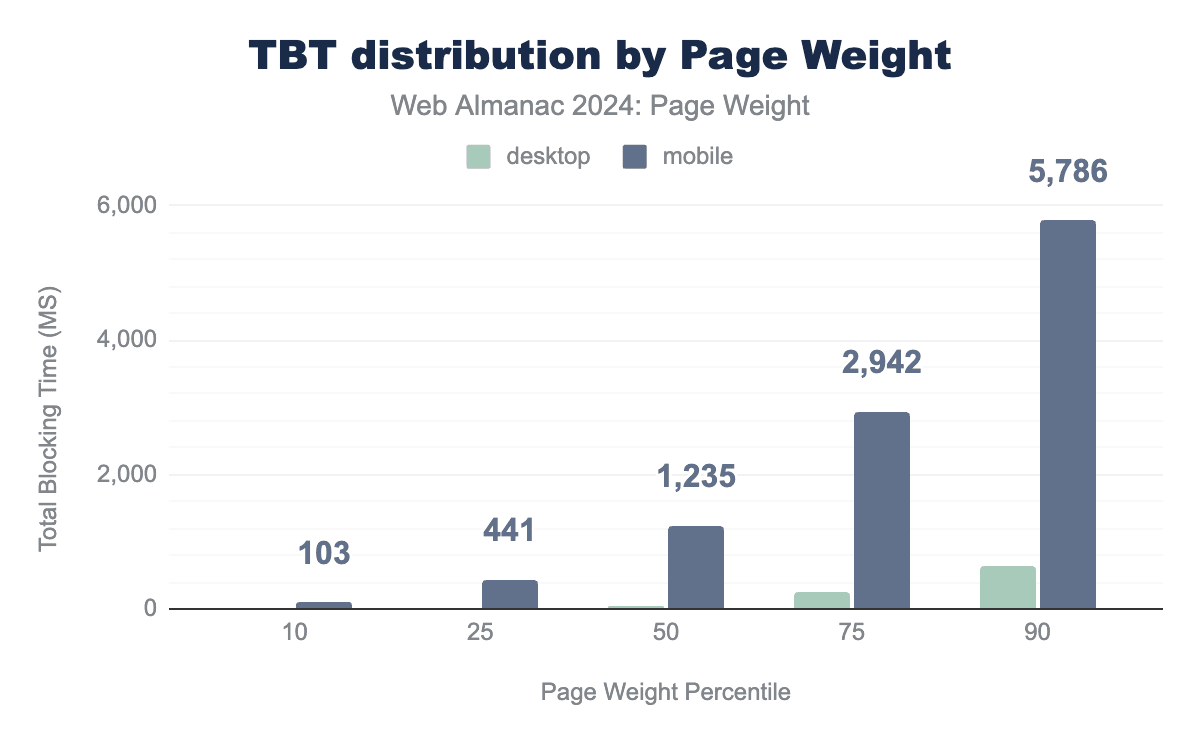 TBT distribution by Page Weight
Web Almanac 2024: Page Weight
desktop mobile
5,786
6,000
4,000
2,942
2,000
1,235
441
103
0
10 25 50 75 90
Total Blocking Time (MS)
Page Weight Percentile